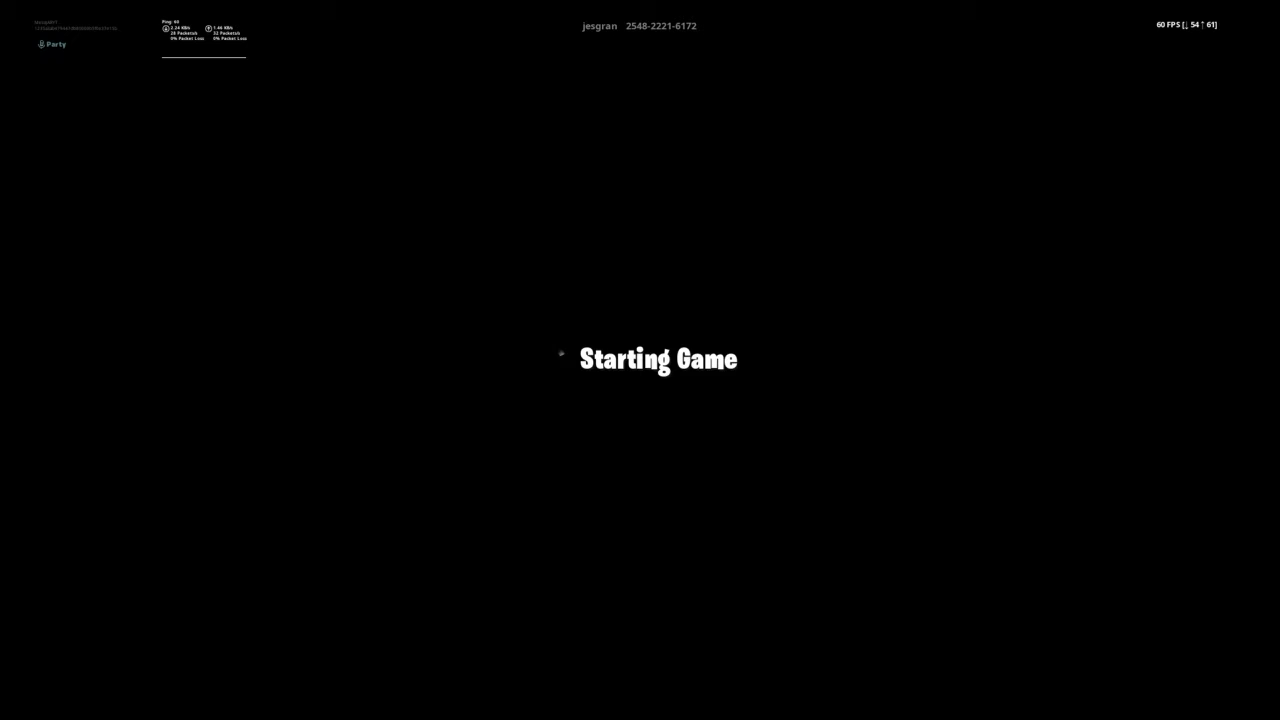 Ping: 60
2.24 KB/s 1.46 KB/s
28 Packets/s 32 Packets/s
0% Packet Loss 0% Packet Loss
Party
jesgran 2548-2221-6172
60 FPS [↓ 54 ↑ 61]
Starting Game